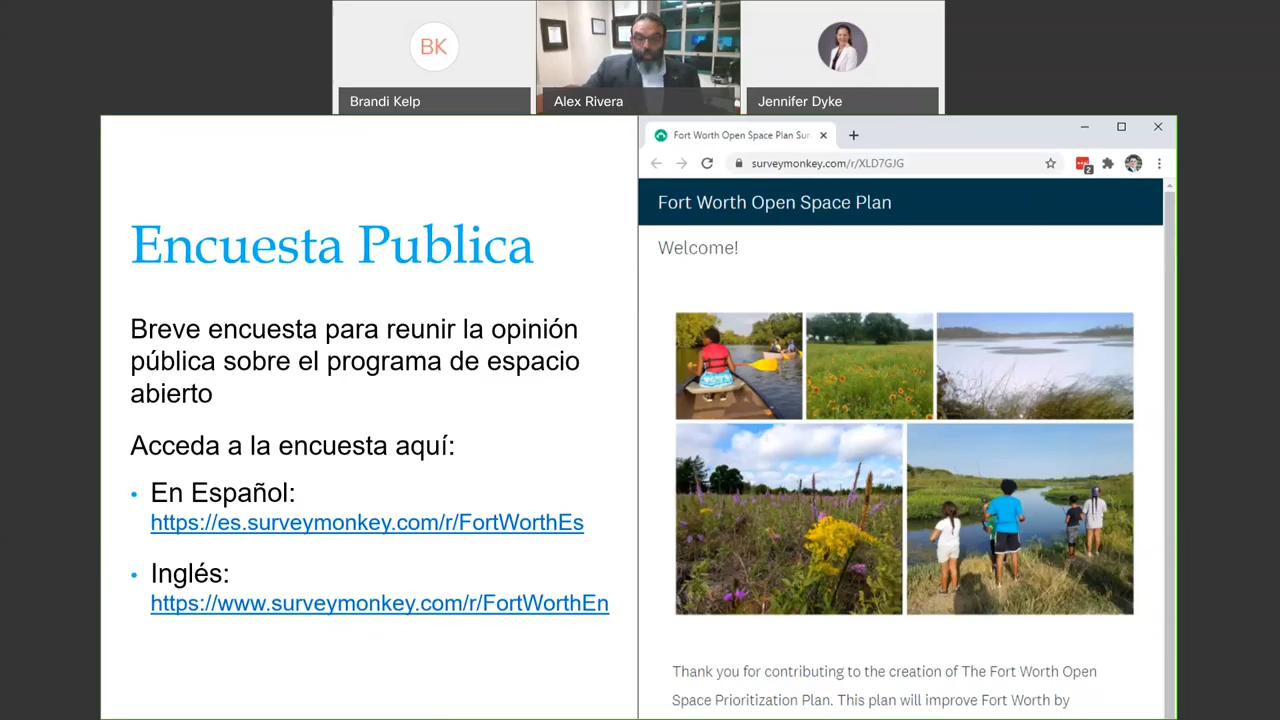 BK
Brandi Kelp
Alex Rivera
Jennifer Dyke
Encuesta Publica
Breve encuesta para reunir la opinión
pública sobre el programa de espacio
abierto
Acceda a la encuesta aquí:
• En Español:
https://es.surveymonkey.com/r/FortWorthEs
• Inglés:
https://www.surveymonkey.com/r/FortWorthEn
Fort Worth Open Space Plan Sur
surveymonkey.com/r/XLD7GJG
2
Fort Worth Open Space Plan
Welcome!
Thank you for contributing to the creation of The Fort Worth Open
Space Prioritization Plan. This plan will improve Fort Worth by